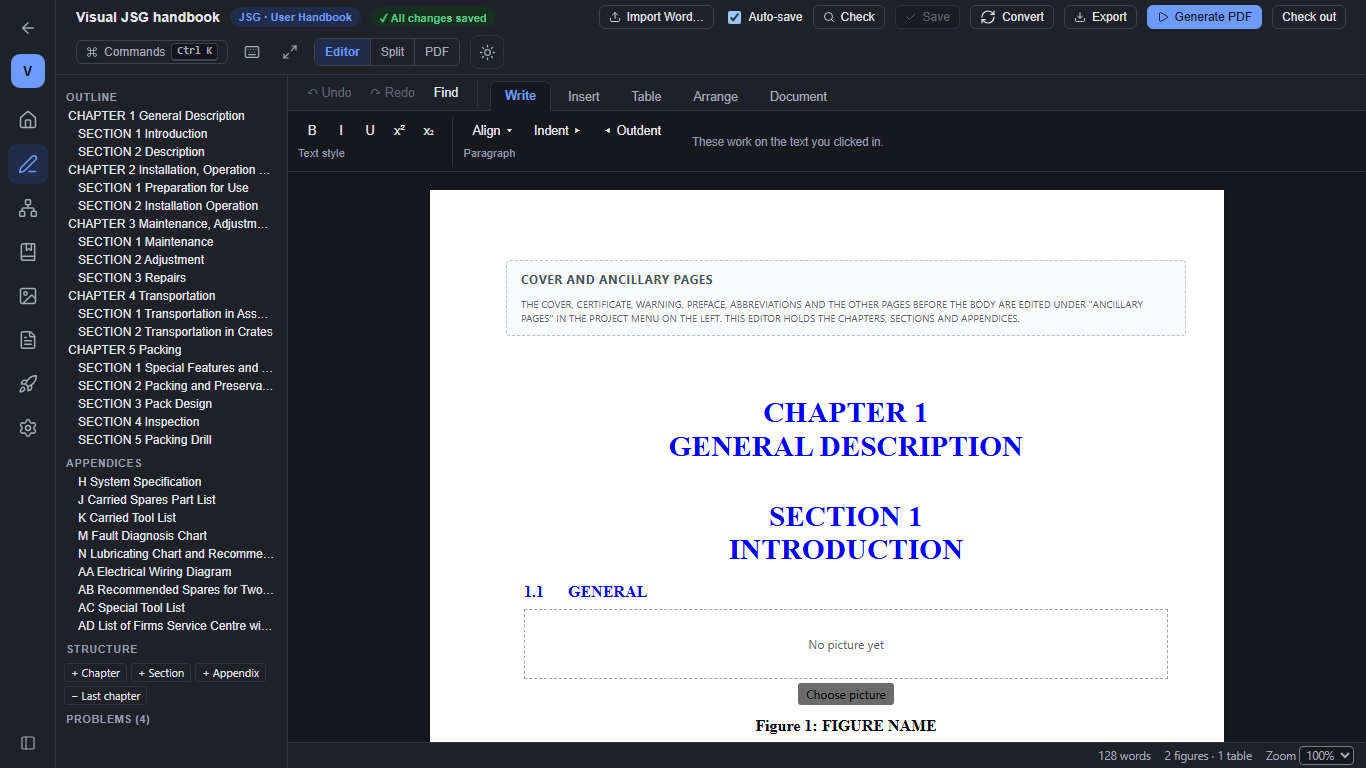 Visual JSG handbook
JSG · User Handbook
✓ All changes saved
Import Word...
Auto-save
Check
Save
Convert
Export
Generate PDF
Check out
Commands Ctrl K
Editor
Split
PDF
V
OUTLINE
CHAPTER 1 General Description
SECTION 1 Introduction
SECTION 2 Description
CHAPTER 2 Installation, Operation ...
SECTION 1 Preparation for Use
SECTION 2 Installation Operation
CHAPTER 3 Maintenance, Adjustm...
SECTION 1 Maintenance
SECTION 2 Adjustment
SECTION 3 Repairs
CHAPTER 4 Transportation
SECTION 1 Transportation in Ass...
SECTION 2 Transportation in Crates
CHAPTER 5 Packing
SECTION 1 Special Features and ...
SECTION 2 Packing and Preserva...
SECTION 3 Pack Design
SECTION 4 Inspection
SECTION 5 Packing Drill
APPENDICES
H System Specification
J Carried Spares Part List
K Carried Tool List
M Fault Diagnosis Chart
N Lubricating Chart and Recomme...
AA Electrical Wiring Diagram
AB Recommended Spares for Two...
AC Special Tool List
AD List of Firms Service Centre wi...
STRUCTURE
+ Chapter
+ Section
+ Appendix
− Last chapter
PROBLEMS (4)
Undo
Redo
Find
Write
Insert
Table
Arrange
Document
B I U x² x₂
Text style
Align
Indent
Outdent
Paragraph
These work on the text you clicked in.
COVER AND ANCILLARY PAGES
THE COVER, CERTIFICATE, WARNING, PREFACE, ABBREVIATIONS AND THE OTHER PAGES BEFORE THE BODY ARE EDITED UNDER "ANCILLARY
PAGES" IN THE PROJECT MENU ON THE LEFT. THIS EDITOR HOLDS THE CHAPTERS, SECTIONS AND APPENDICES.
CHAPTER 1
GENERAL DESCRIPTION
SECTION 1
INTRODUCTION
1.1 GENERAL
No picture yet
Choose picture
Figure 1: FIGURE NAME
128 words
2 figures · 1 table
Zoom 100%